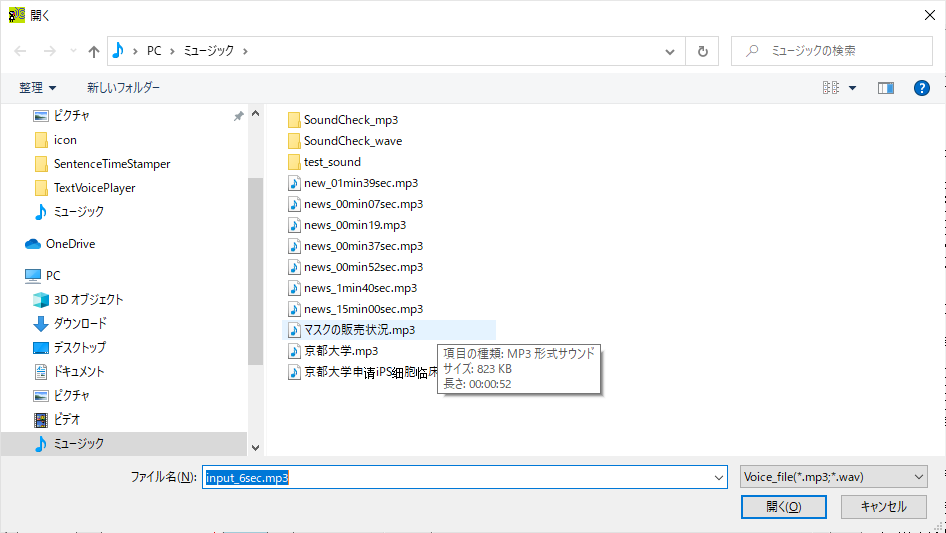 開く
PC
ミュージック
ミュージックの検索
整理
新しいフォルダー
ピクチャ
icon
SentenceTimeStamper
TextVoicePlayer
ミュージック
OneDrive
PC
3D オブジェクト
ダウンロード
デスクトップ
ドキュメント
ピクチャ
ビデオ
ミュージック
SoundCheck_mp3
SoundCheck_wave
test_sound
new_01min39sec.mp3
news_00min07sec.mp3
news_00min19.mp3
news_00min37sec.mp3
news_00min52sec.mp3
news_1min40sec.mp3
news_15min00sec.mp3
マスクの販売状况.mp3
京都大学.mp3
京都大学申请iPS细胞临床
項目の種類: MP3 形式サウンド
サイズ: 823 KB
長さ: 00:00:52
ファイル名(N):
input_6sec.mp3
Voice_file(*.mp3;*.wav)
開く(O)
キャンセル